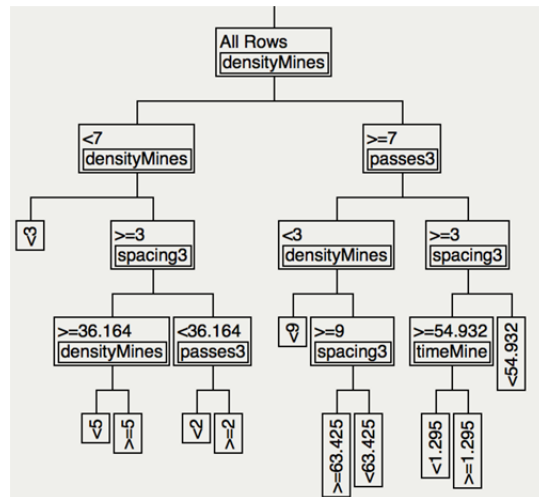 All Rows
densityMines
<7
densityMines
>=7
passes3
<3
>=3
spacing3
<3
densityMines
>=3
spacing3
>=36.164
densityMines
<36.164
passes3
<9
>=9
spacing3
>=54.932
timeMine
<54.932
<5
>=5
<2
>=2
>=63.425
<63.425
<1.295
>=1.295